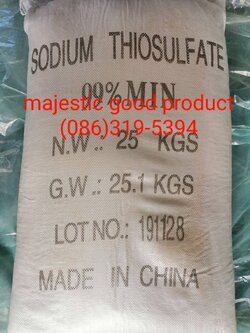 SODIUM THIOSULFATE
99% MIN
majestic good product
(086)319-5394
N.W.: 25 KGS
G.W.: 25.1 KGS
LOT NO.: 191128
MADE IN CHINA